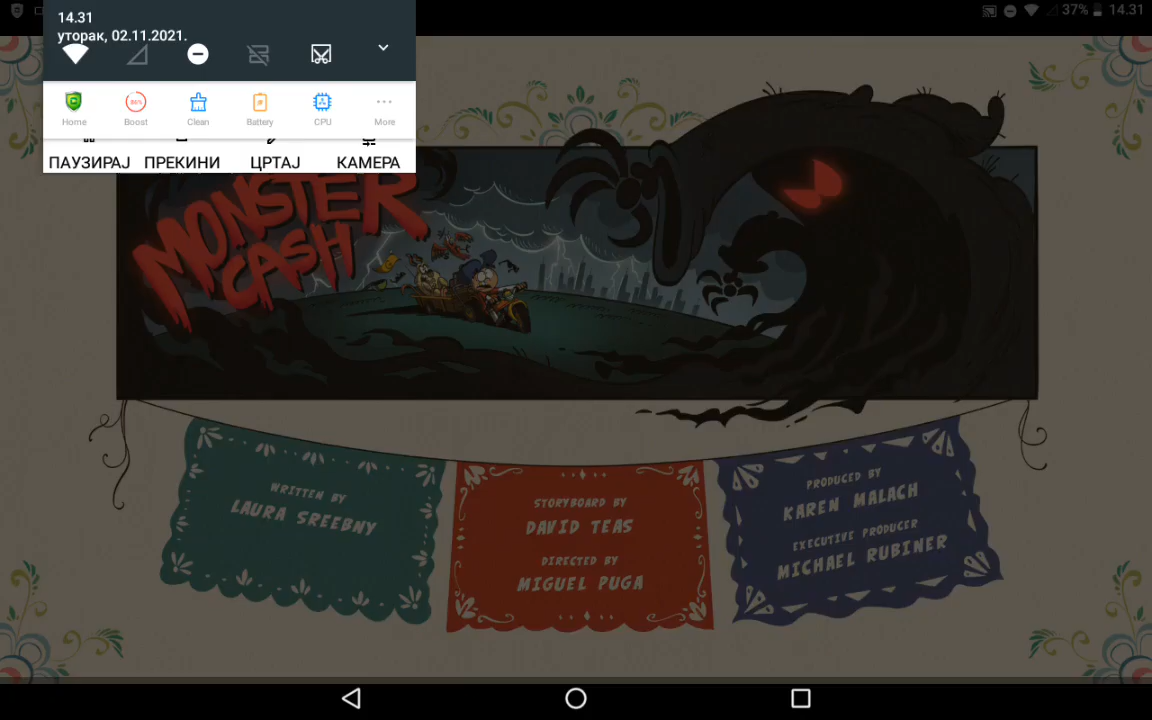 14.31
уторак, 02.11.2021.
37%
14.31
86%
Home
Boost
Clean
Battery
CPU
More
ПАУЗИРАЈ
ПРЕКИНИ
ЦРТАЈ
КАМЕРА
MONSTER
CASH
WRITTEN BY
LAURA SREEBNY
STORYBOARD BY
DAVID TEAS
DIRECTED BY
MIGUEL PUGA
PRODUCED BY
KAREN MALACH
EXECUTIVE PRODUCER
MICHAEL RUBINER